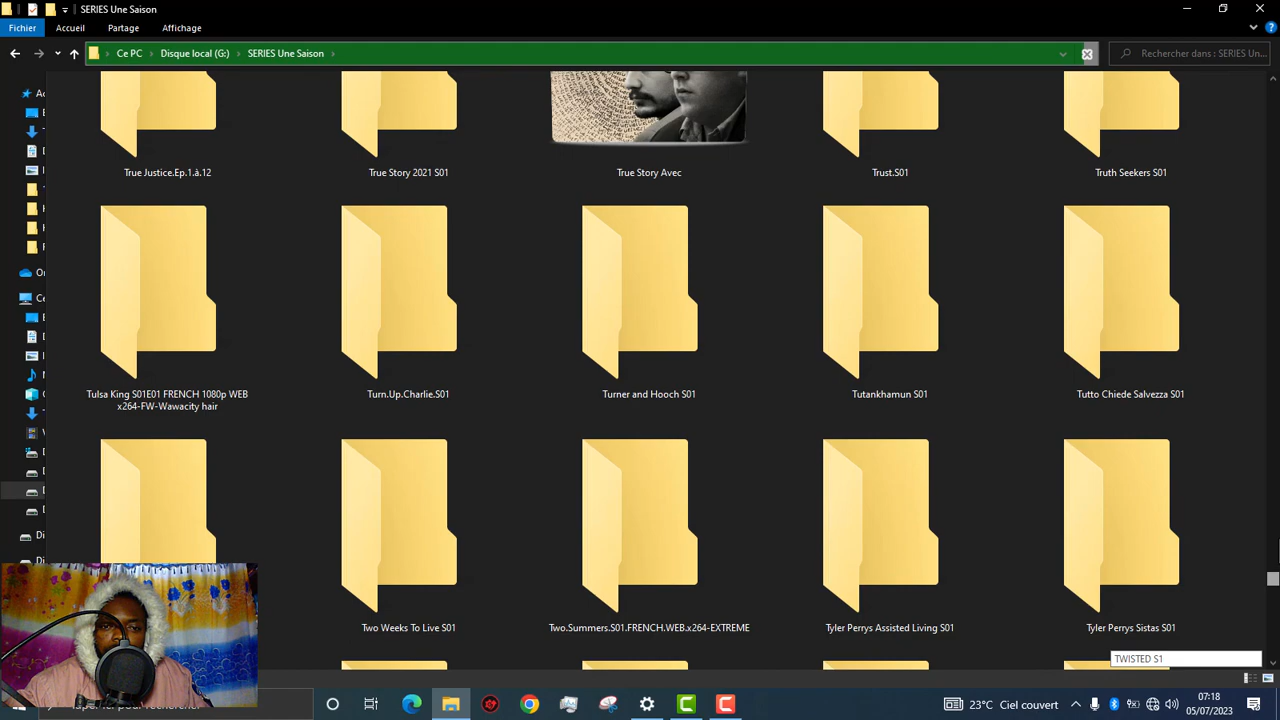 SERIES Une Saison
Fichier
Accueil
Partage
Affichage
Ce PC
Disque local (G:)
SERIES Une Saison
Rechercher dans : SERIES Un...
True Justice.Ep.1.à.12
True Story 2021 S01
True Story Avec
Trust.S01
Truth Seekers S01
Tulsa King S01E01 FRENCH 1080p WEB
x264-FW-Wawacity hair
Turn.Up.Charlie.S01
Turner and Hooch S01
Tutankhamun S01
Tutto Chiede Salvezza S01
Two Weeks To Live S01
Two.Summers.S01.FRENCH.WEB.x264-EXTREME
Tyler Perrys Assisted Living S01
Tyler Perrys Sistas S01
TWISTED S1
23°C Ciel couvert
07:18
05/07/2023